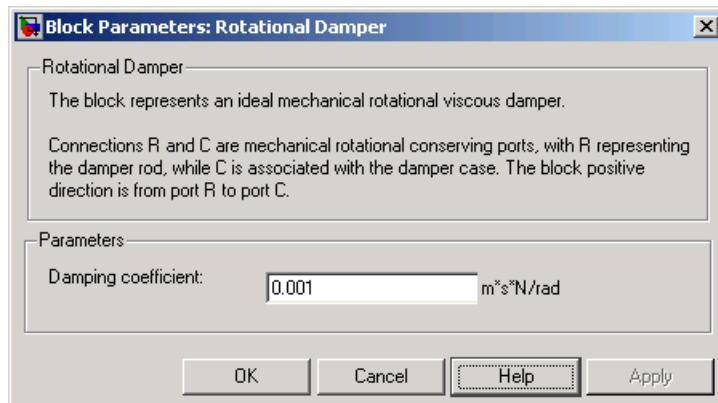 Block Parameters: Rotational Damper
Rotational Damper
The block represents an ideal mechanical rotational viscous damper.
Connections R and C are mechanical rotational conserving ports, with R representing
the damper rod, while C is associated with the damper case. The block positive
direction is from port R to port C.
Parameters
Damping coefficient: 0.001 m*s*N/rad
OK Cancel Help Apply